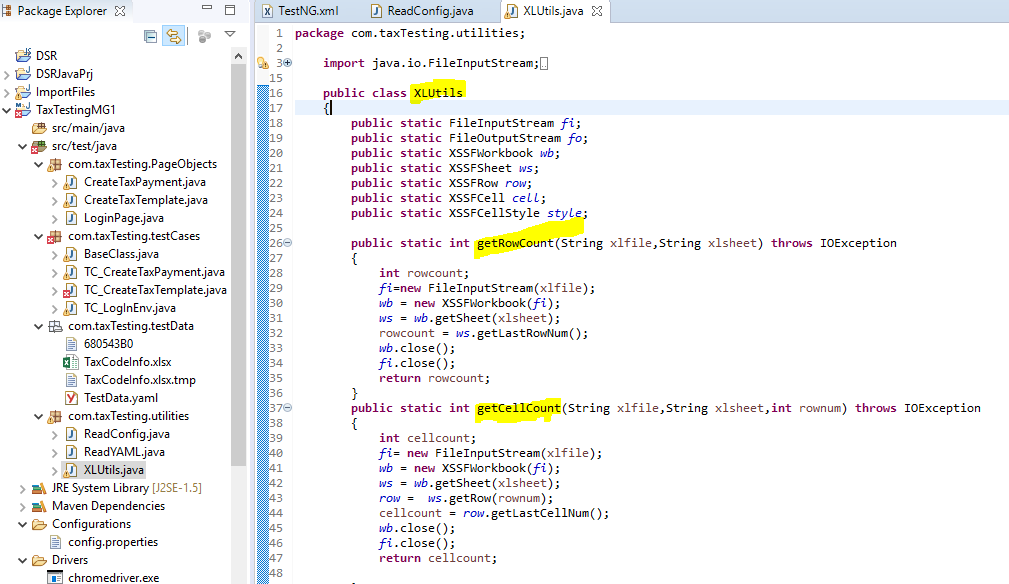 Package Explorer
DSR
DSRJavaPrj
ImportFiles
TaxTestingMG1
src/main/java
src/test/java
com.taxTesting.PageObjects
CreateTaxPayment.java
CreateTaxTemplate.java
LoginPage.java
com.taxTesting.testCases
BaseClass.java
TC_CreateTaxPayment.java
TC_CreateTaxTemplate.java
TC_LogInEnv.java
com.taxTesting.testData
680543B0
TaxCodeInfo.xlsx
TaxCodeInfo.xlsx.tmp
TestData.yaml
com.taxTesting.utilities
ReadConfig.java
ReadYAML.java
XLUtils.java
JRE System Library [J2SE-1.5]
Maven Dependencies
Configurations
config.properties
Drivers
chromedriver.exe
TestNG.xml ReadConfig.java XLUtils.java
1 package com.taxTesting.utilities;
2
3 import java.io.FileInputStream;
15
16 public class XLUtils
17 {
18 public static FileInputStream fi;
19 public static FileOutputStream fo;
20 public static XSSFWorkbook wb;
21 public static XSSFSheet ws;
22 public static XSSFRow row;
23 public static XSSFCell cell;
24 public static XSSFCellStyle style;
25
26 public static int getRowCount(String xlfile,String xlsheet) throws IOException
27 {
28 int rowcount;
29 fi=new FileInputStream(xlfile);
30 wb = new XSSFWorkbook(fi);
31 ws = wb.getSheet(xlsheet);
32 rowcount = ws.getLastRowNum();
33 wb.close();
34 fi.close();
35 return rowcount;
36 }
37 public static int getCellCount(String xlfile,String xlsheet,int rownum) throws IOException
38 {
39 int cellcount;
40 fi= new FileInputStream(xlfile);
41 wb = new XSSFWorkbook(fi);
42 ws = wb.getSheet(xlsheet);
43 row = ws.getRow(rownum);
44 cellcount = row.getLastCellNum();
45 wb.close();
46 fi.close();
47 return cellcount;
48